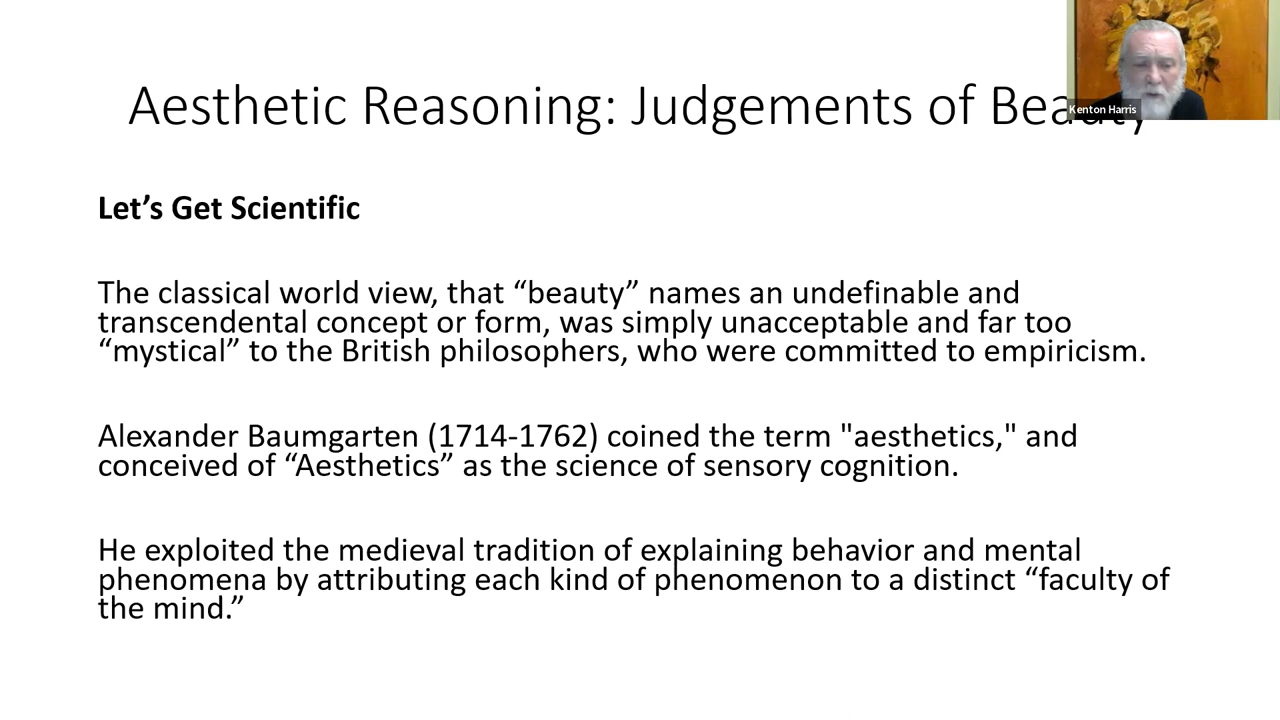 Aesthetic Reasoning: Judgements of Beauty
Kenton Harris
Let’s Get Scientific
The classical world view, that “beauty” names an undefinable and
transcendental concept or form, was simply unacceptable and far too
“mystical” to the British philosophers, who were committed to empiricism.
Alexander Baumgarten (1714-1762) coined the term "aesthetics," and
conceived of “Aesthetics” as the science of sensory cognition.
He exploited the medieval tradition of explaining behavior and mental
phenomena by attributing each kind of phenomenon to a distinct “faculty of
the mind.”